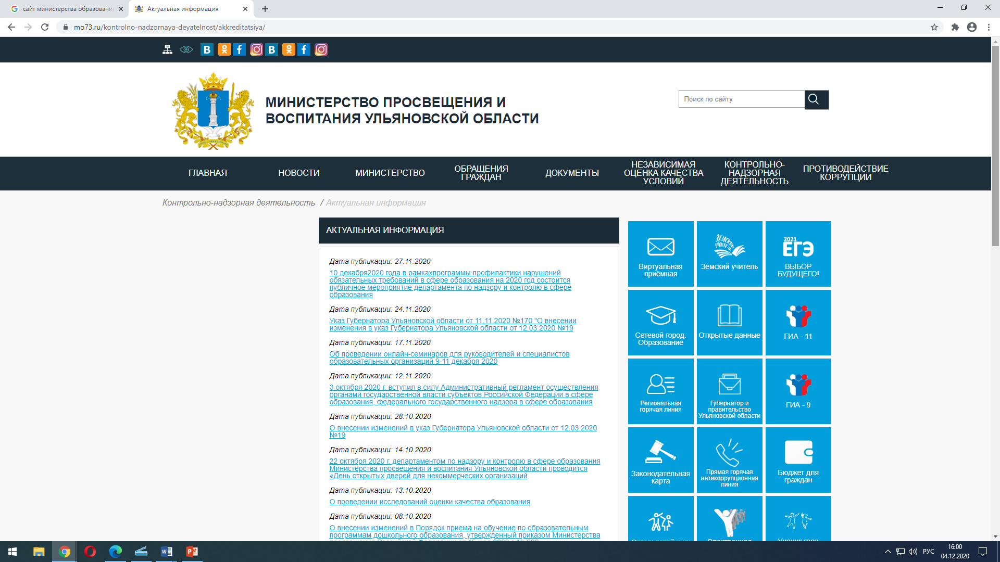 сайт министерства образовани
Актуальная информация
mo73.ru/kontrolno-nadzornaya-deyatelnost/akkreditatsiya/
МИНИСТЕРСТВО ПРОСВЕЩЕНИЯ И
ВОСПИТАНИЯ УЛЬЯНОВСКОЙ ОБЛАСТИ
Поиск по сайту
ГЛАВНАЯ
НОВОСТИ
МИНИСТЕРСТВО
ОБРАЩЕНИЯ
ГРАЖДАН
ДОКУМЕНТЫ
НЕЗАВИСИМАЯ
ОЦЕНКА КАЧЕСТВА
УСЛОВИЙ
КОНТРОЛЬНО-
НАДЗОРНАЯ
ДЕЯТЕЛЬНОСТЬ
ПРОТИВОДЕЙСТВИЕ
КОРРУПЦИИ
Контрольно-надзорная деятельность / Актуальная информация
АКТУАЛЬНАЯ ИНФОРМАЦИЯ
Дата публикации: 27.11.2020
10 декабря2020 года в рамкахпрограммы профилактики нарушений
обязательных требований в сфере образования на 2020 год состоится
публичное мероприятие департамента по надзору и контролю в сфере
образования
Дата публикации: 24.11.2020
Указ Губернатора Ульяновской области от 11.11.2020 №170 "О внесении
изменения в указ Губернатора Ульяновской области от 12.03.2020 №19
Дата публикации: 17.11.2020
Об проведении онлайн-семинаров для руководителей и специалистов
образовательных организаций 9-11 декабря 2020
Дата публикации: 12.11.2020
3 октября 2020 г. вступил в силу Административный регламент осуществления
органами государственной власти субъектов Российской Федерации в сфере
образования, федерального государственного надзора в сфере образования
Дата публикации: 28.10.2020
О внесении изменений в указ Губернатора Ульяновской области от 12.03.2020
№19
Дата публикации: 14.10.2020
22 октября 2020 г. департаментом по надзору и контролю в сфере образования
Министерства просвещения и воспитания Ульяновской области проводится
«День открытых дверей для некоммерческих организаций
Дата публикации: 13.10.2020
О проведении исследований оценки качества образования
Дата публикации: 08.10.2020
О внесении изменений в Порядок приема на обучение по образовательным
программам дошкольного образования, утвержденный приказом Министерства
Виртуальная
приёмная
Земский учитель
2021
ЕГЭ
ВЫБОР
БУДУЩЕГО!
Сетевой город.
Образование
Открытые данные
ГИА - 11
Региональная
горячая линия
Губернатор и
правительство
Ульяновской области
ГИА - 9
Законодательная
карта
Прямая горячая
антикоррупционная
линия
Бюджет для
граждан
РУС
16:00
04.12.2020